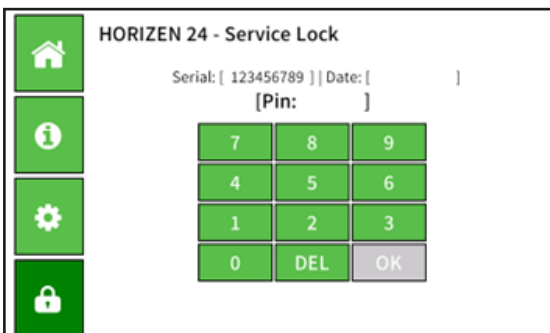 HORIZEN 24 - Service Lock
Serial: [ 123456789 ] | Date: [ ]
[Pin: ]
7 8 9
4 5 6
1 2 3
0 DEL OK